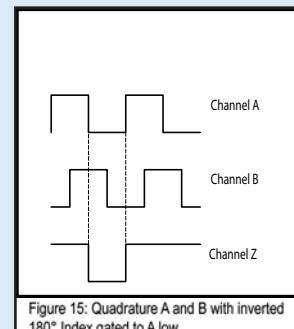 Channel A
Channel B
Channel Z
Figure 15: Quadrature A and B with inverted
180° Index gated to A low